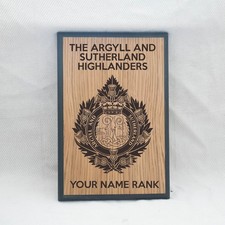 THE ARGYLL AND
SUTHERLAND
HIGHLANDERS
YOUR NAME RANK